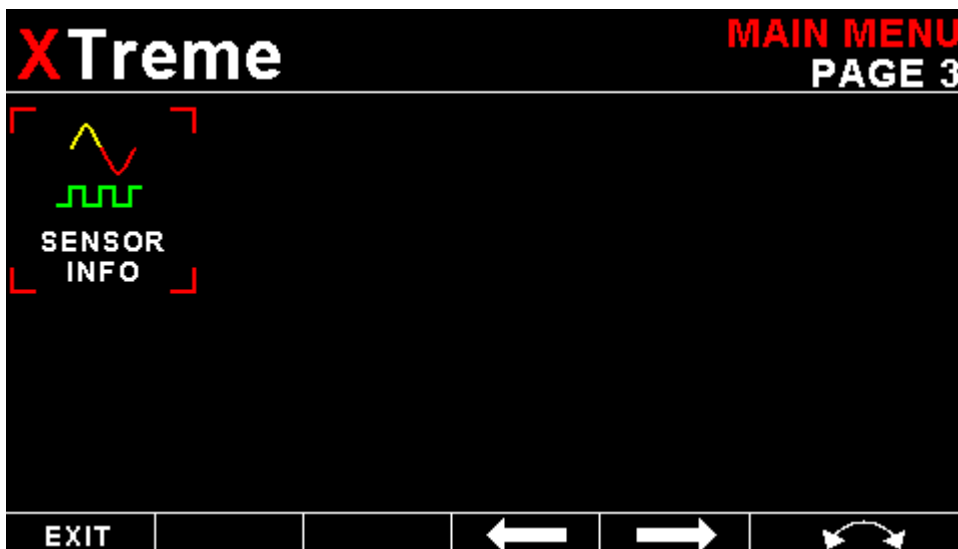 XTreme
MAIN MENU
PAGE 3
SENSOR
INFO
EXIT